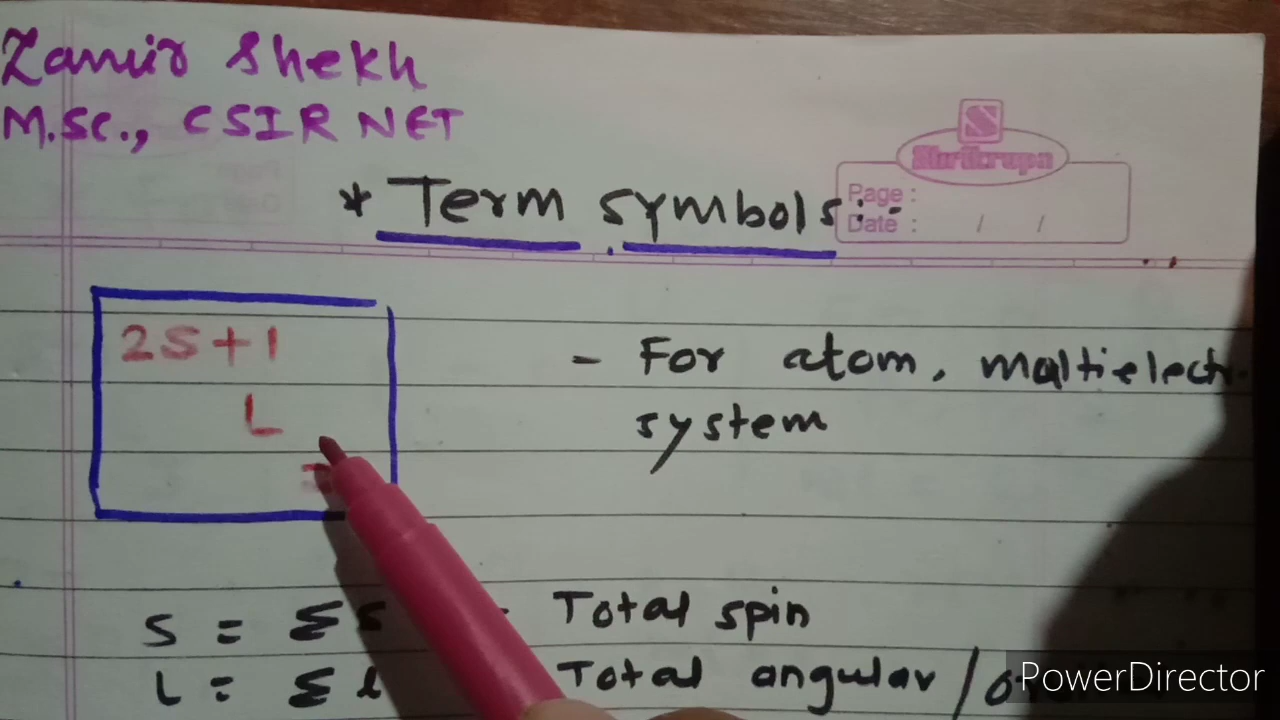 Zamir Shekh
M.Sc., CSIR NET
Shrikrupa
Page :
Date : / /
* Term symbols :-
2S+1
L
- For atom, maltielectr.
system
S = Σs - Total spin
L = Σl Total angular /
PowerDirector